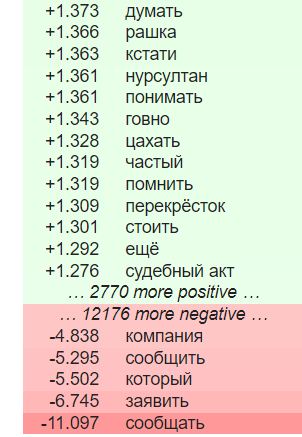 +1.373 думать
+1.366 рашка
+1.363 кстати
+1.361 нурсултан
+1.361 понимать
+1.343 говно
+1.328 цахать
+1.319 частый
+1.319 помнить
+1.309 перекрёсток
+1.301 стоить
+1.292 ещё
+1.276 судебный акт
… 2770 more positive …
… 12176 more negative …
-4.838 компания
-5.295 сообщить
-5.502 который
-6.745 заявить
-11.097 сообщать